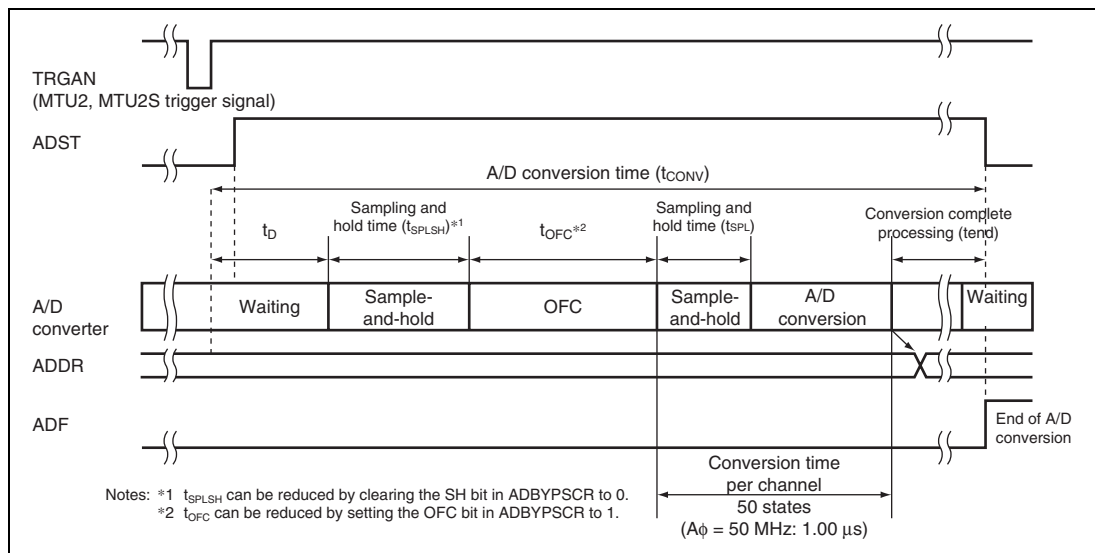 TRGAN
(MTU2, MTU2S trigger signal)
ADST
A/D conversion time (tCONV)
tD
Sampling and
hold time (tSPLSH)*1
tOFC*2
Sampling and
hold time (tSPL)
Conversion complete
processing (tend)
A/D
converter
Waiting
Sample-
and-hold
OFC
Sample-
and-hold
A/D
conversion
Waiting
ADDR
ADF
End of A/D
conversion
Conversion time
per channel
50 states
(Aϕ = 50 MHz: 1.00 μs)
Notes: *1 tSPLSH can be reduced by clearing the SH bit in ADBYPSCR to 0.
*2 tOFC can be reduced by setting the OFC bit in ADBYPSCR to 1.